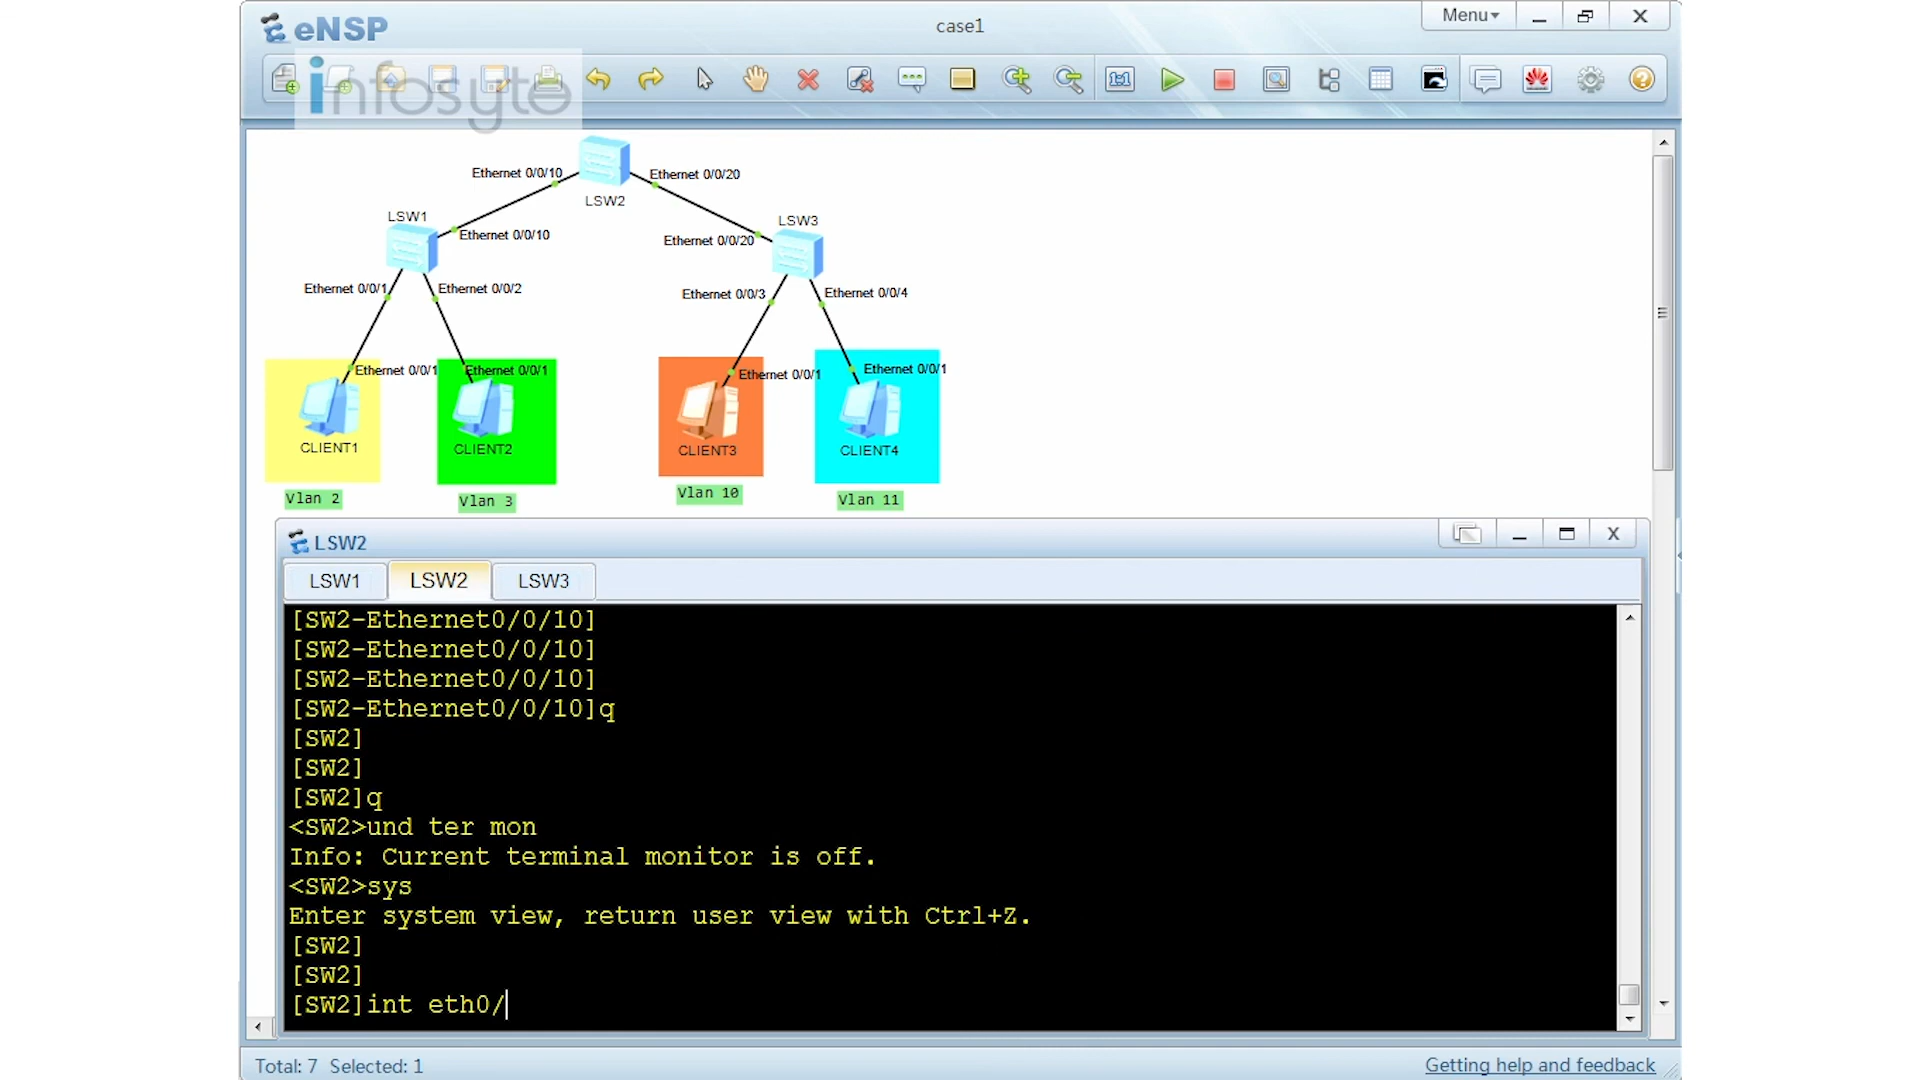 eNSP
case1
Menu
infosyte
Ethernet 0/0/10
Ethernet 0/0/20
LSW2
LSW1
LSW3
Ethernet 0/0/10
Ethernet 0/0/20
Ethernet 0/0/1
Ethernet 0/0/2
Ethernet 0/0/3
Ethernet 0/0/4
Ethernet 0/0/1
Ethernet 0/0/1
Ethernet 0/0/1
Ethernet 0/0/1
CLIENT1
CLIENT2
CLIENT3
CLIENT4
Vlan 2
Vlan 3
Vlan 10
Vlan 11
LSW2
LSW1
LSW2
LSW3
[SW2-Ethernet0/0/10]
[SW2-Ethernet0/0/10]
[SW2-Ethernet0/0/10]
[SW2-Ethernet0/0/10]q
[SW2]
[SW2]
[SW2]q
<SW2>und ter mon
Info: Current terminal monitor is off.
<SW2>sys
Enter system view, return user view with Ctrl+Z.
[SW2]
[SW2]
[SW2]int eth0/
Total: 7 Selected: 1
Getting help and feedback